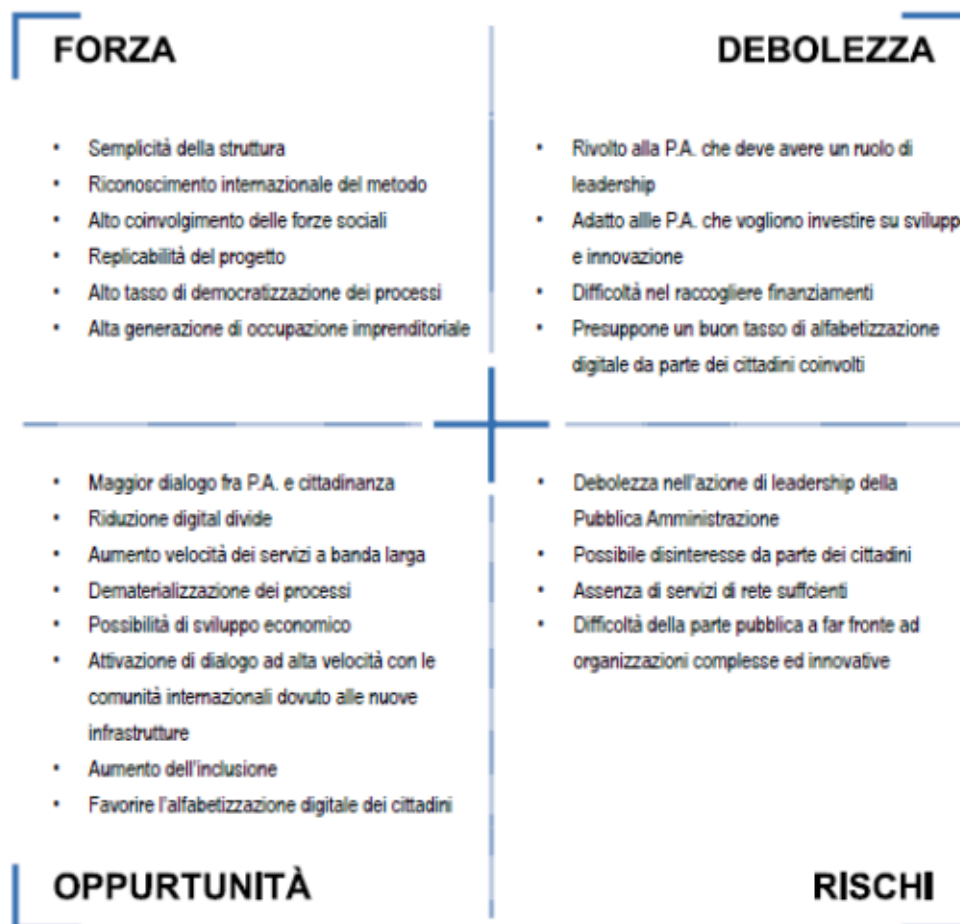 FORZA
• Semplicità della struttura
• Riconoscimento internazionale del metodo
• Alto coinvolgimento delle forze sociali
• Replicabilità del progetto
• Alto tasso di democratizzazione dei processi
• Alta generazione di occupazione imprenditoriale
DEBOLEZZA
• Rivolto alla P.A. che deve avere un ruolo di
leadership
• Adatto allle P.A. che vogliono investire su svilupp
e innovazione
• Difficoltà nel raccogliere finanziamenti
• Presuppone un buon tasso di alfabetizzazione
digitale da parte dei cittadini coinvolti
• Maggior dialogo fra P.A. e cittadinanza
• Riduzione digital divide
• Aumento velocità dei servizi a banda larga
• Dematerializzazione dei processi
• Possibilità di sviluppo economico
• Attivazione di dialogo ad alta velocità con le
comunità internazionali dovuto alle nuove
infrastrutture
• Aumento dell'inclusione
• Favorire l'alfabetizzazione digitale dei cittadini
OPPURTUNITÀ
• Debolezza nell'azione di leadership della
Pubblica Amministrazione
• Possibile disinteresse da parte dei cittadini
• Assenza di servizi di rete suffcienti
• Difficoltà della parte pubblica a far fronte ad
organizzazioni complesse ed innovative
RISCHI